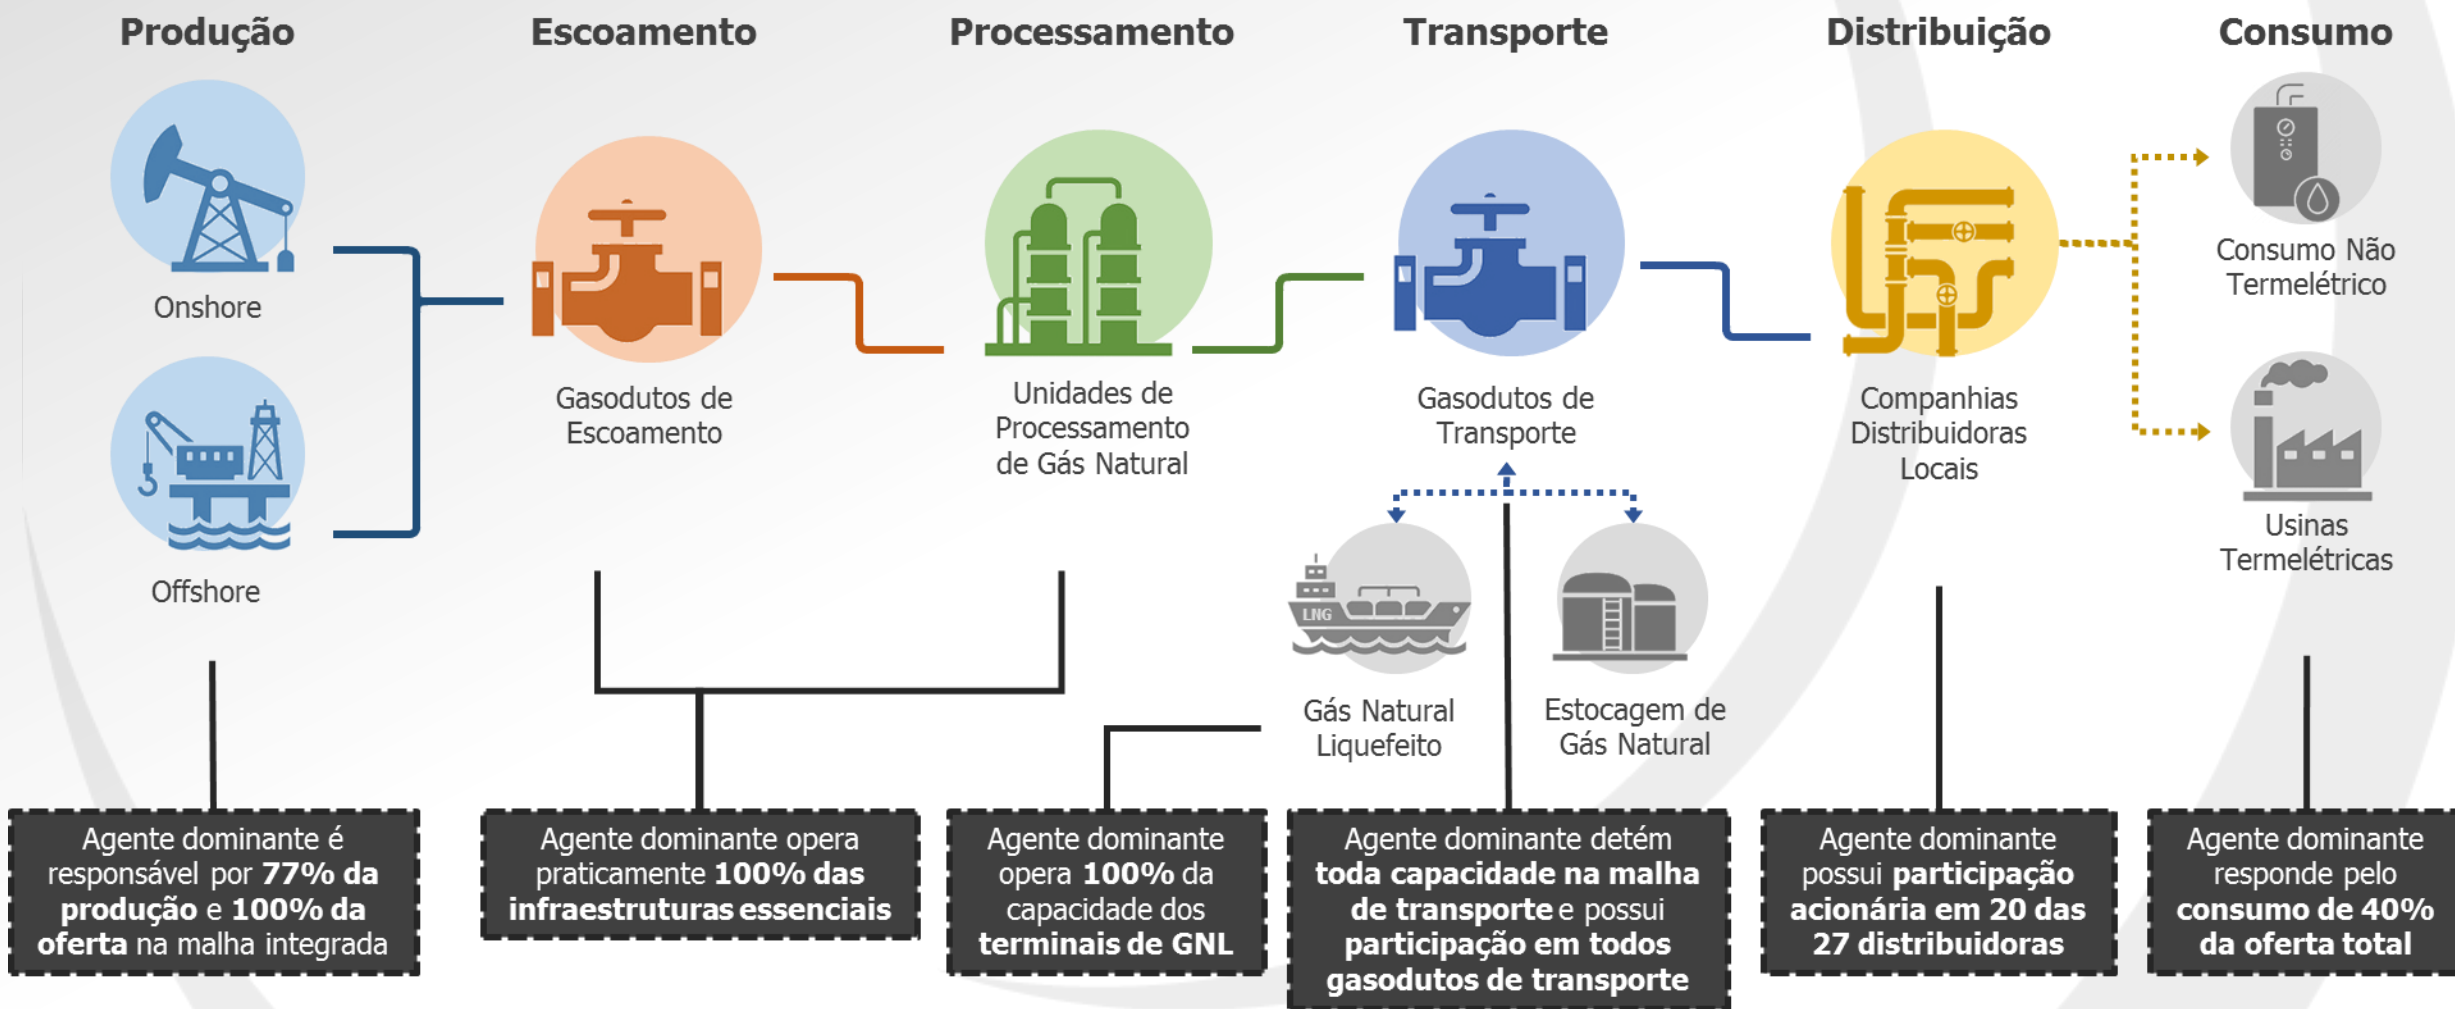 Produção
Escoamento
Processamento
Transporte
Distribuição
Consumo
Onshore
Offshore
Gasodutos de
Escoamento
Unidades de
Processamento
de Gás Natural
Gasodutos de
Transporte
LNG
Gás Natural
Liquefeito
Estocagem de
Gás Natural
Companhias
Distribuidoras
Locais
Consumo Não
Termelétrico
Usinas
Termelétricas
Agente dominante é
responsável por 77% da
produção e 100% da
oferta na malha integrada
Agente dominante opera
praticamente 100% das
infraestruturas essenciais
Agente dominante
opera 100% da
capacidade dos
terminais de GNL
Agente dominante detém
toda capacidade na malha
de transporte e possui
participação em todos
gasodutos de transporte
Agente dominante
possui participação
acionária em 20 das
27 distribuidoras
Agente dominante
responde pelo
consumo de 40%
da oferta total